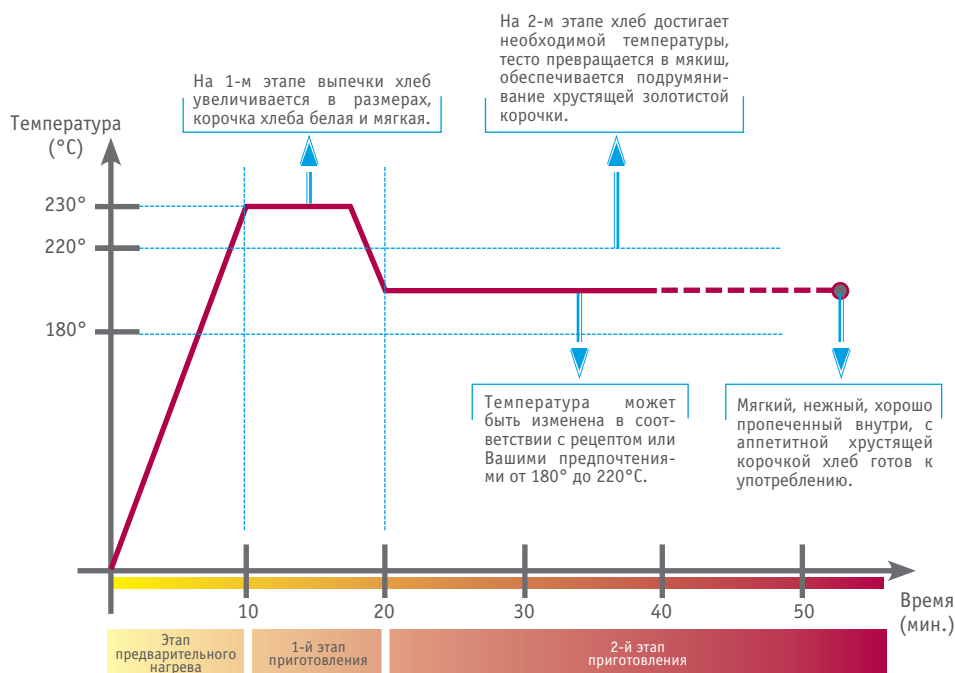 На 2-м этапе хлеб достигает
необходимой температуры,
тесто превращается в мякиш,
обеспечивается подрумяни-
вание хрустящей золотистой
корочки.
На 1-м этапе выпечки хлеб
увеличивается в размерах,
корочка хлеба белая и мягкая.
Температура
(°C)
230°
220°
180°
Температура может
быть изменена в соот-
ветствии с рецептом или
Вашими предпочтения-
ми от 180° до 220°C.
Мягкий, нежный, хорошо
пропеченный внутри, с
аппетитной хрустящей
корочкой хлеб готов к
употреблению.
10 20 30 40 50
Время
(мин.)
Этап
предварительного
нагрева
1-й этап
приготовления
2-й этап
приготовления